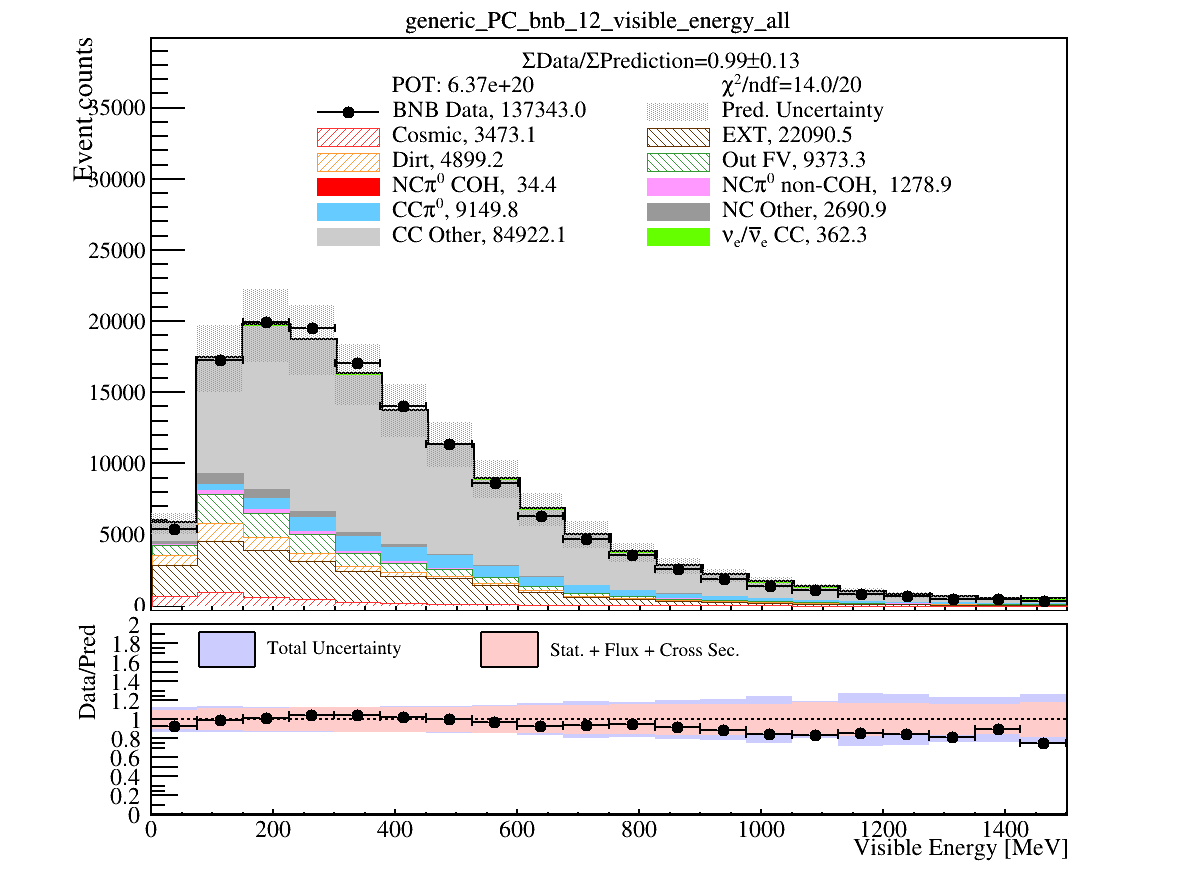 generic_PC_bnb_12_visible_energy_all
ΣData/ΣPrediction=0.99±0.13
POT: 6.37e+20 χ²/ndf=14.0/20
BNB Data, 137343.0 Pred. Uncertainty
Cosmic, 3473.1 EXT, 22090.5
Dirt, 4899.2 Out FV, 9373.3
NCπ⁰ COH, 34.4 NCπ⁰ non-COH, 1278.9
CCπ⁰, 9149.8 NC Other, 2690.9
CC Other, 84922.1 νₑ/ν̅ₑ CC, 362.3
Event counts
35000
30000
25000
20000
15000
10000
5000
0
Data/Pred
2
1.8
1.6
1.4
1.2
1
0.8
0.6
0.4
0.2
0
Total Uncertainty Stat. + Flux + Cross Sec.
0 200 400 600 800 1000 1200 1400
Visible Energy [MeV]